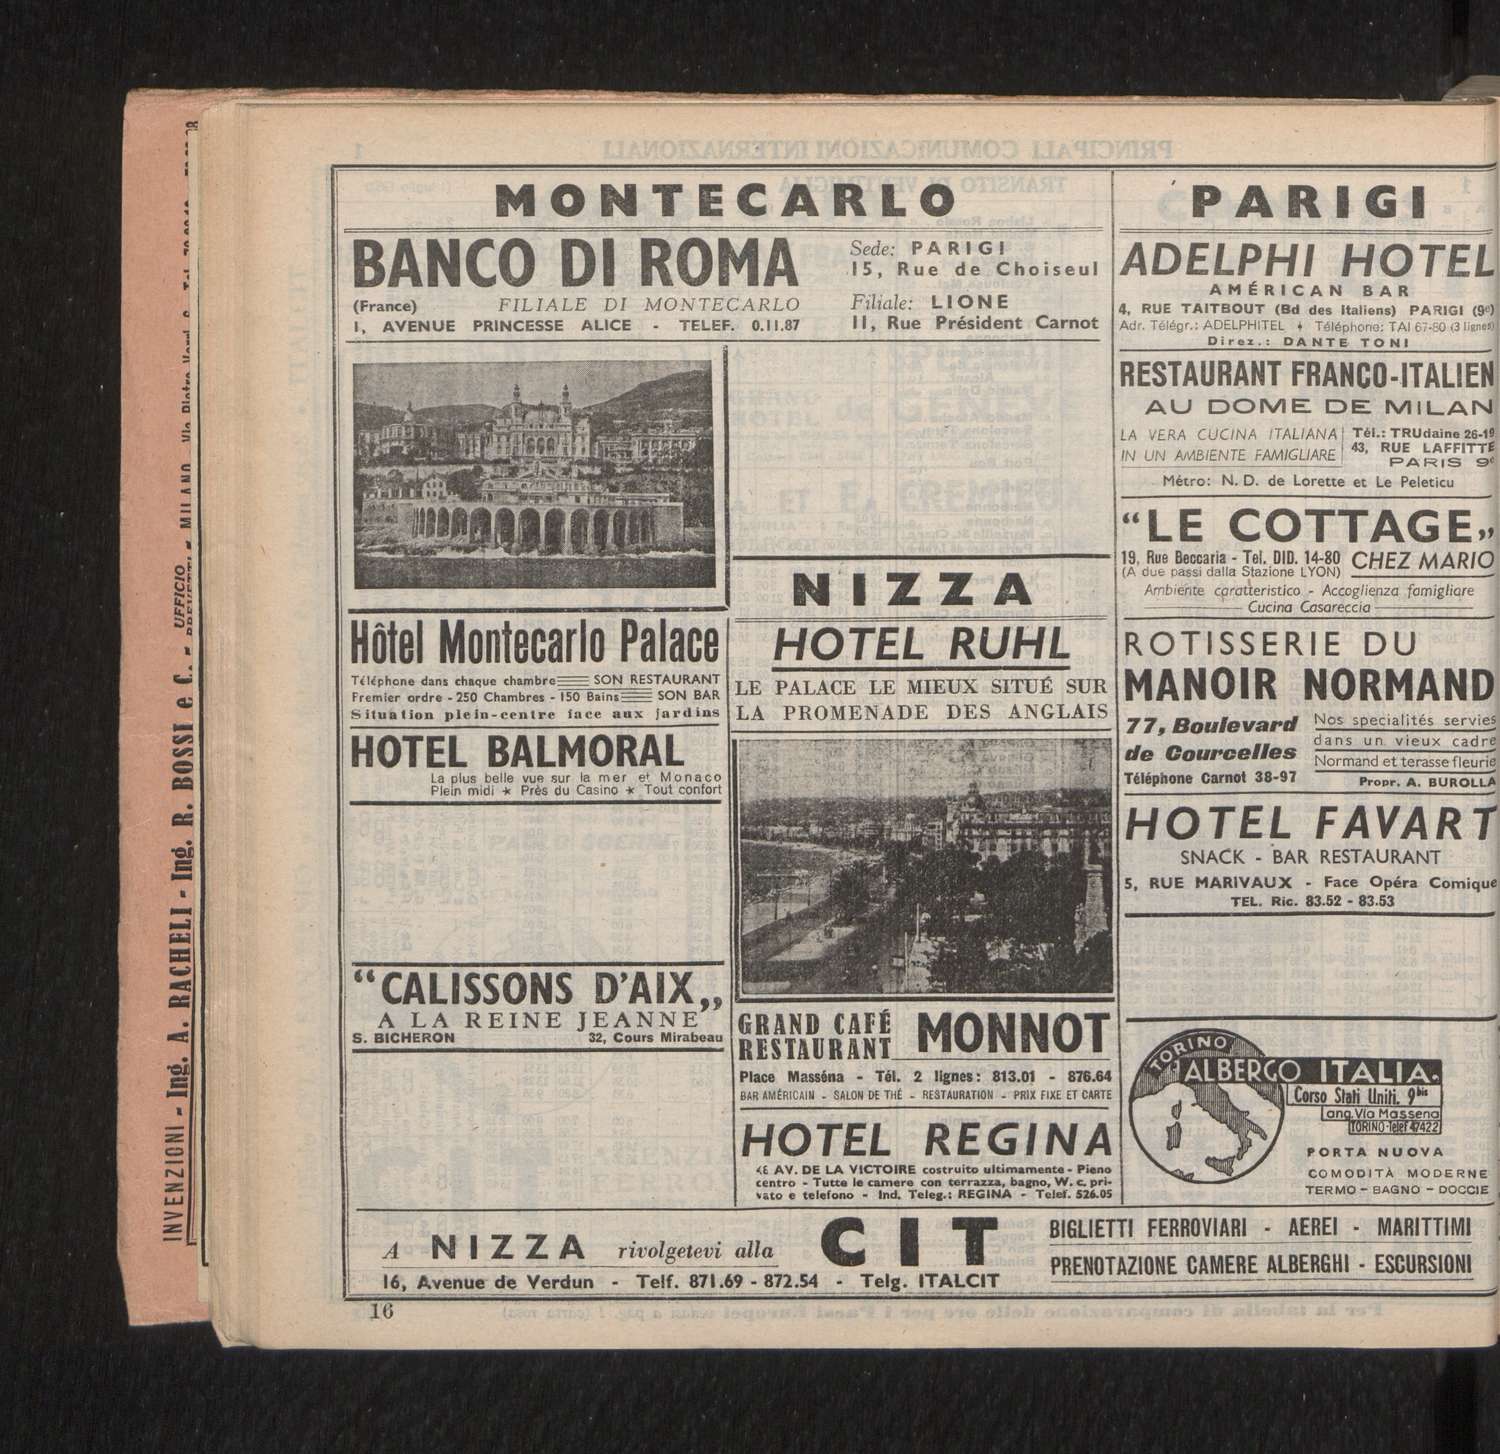 MONTECARLO
BANCO DI ROMA
(France) FILIALE DI MONTECARLO
1, AVENUE PRINCESSE ALICE - TELEF. 0.11.87
Sede: PARIGI
15, Rue de Choiseul
Filiale: LIONE
11, Rue Président Carnot
Hôtel Montecarlo Palace
Téléphone dans chaque chambre SON RESTAURANT
Fremier ordre - 250 Chambres - 150 Bains SON BAR
Situation plein-centre face aux jardins
HOTEL BALMORAL
La plus belle vue sur la mer et Monaco
Plein midi ★ Près du Casino ★ Tout confort
"CALISSONS D'AIX„
A LA REINE JEANNE"
S. BICHERON 32, Cours Mirabeau
NIZZA
HOTEL RUHL
LE PALACE LE MIEUX SITUÉ SUR
LA PROMENADE DES ANGLAIS
GRAND CAFÉ
RESTAURANT MONNOT
Place Masséna - Tél. 2 lignes: 813.01 - 876.64
BAR AMÉRICAIN - SALON DE THÉ - RESTAURATION - PRIX FIXE ET CARTE
HOTEL REGINA
AV. DE LA VICTOIRE costruito ultimamente - Pieno
centro - Tutte le camere con terrazza, bagno, W. c. pri-
vato e telefono - Ind. Teleg.: REGINA - Telef. 526.05
PARIGI
ADELPHI HOTEL
AMÉRICAN BAR
4, RUE TAITBOUT (Bd des Italiens) PARIGI (9e)
Adr. Télégr.: ADELPHITEL ♦ Téléphone: TAI 67-80 (3 lignes)
Direz.: DANTE TONI
RESTAURANT FRANCO-ITALIEN
AU DOME DE MILAN
LA VERA CUCINA ITALIANA
IN UN AMBIENTE FAMIGLIARE
Tél.: TRUdaine 26-19
43, RUE LAFFITTE
PARIS 9e
Métro: N. D. de Lorette et Le Peleticu
"LE COTTAGE„
19, Rue Beccaria - Tel. DID. 14-80
(A due passi dalla Stazione LYON)
CHEZ MARIO
Ambiente caratteristico - Accoglienza famigliare
Cucina Casareccia
ROTISSERIE DU
MANOIR NORMAND
77, Boulevard
de Courcelles
Téléphone Carnot 38-97
Nos specialités servies
dans un vieux cadre
Normand et terasse fleurie
Propr. A. BUROLLA
HOTEL FAVART
SNACK - BAR RESTAURANT
5, RUE MARIVAUX - Face Opéra Comique
TEL. Ric. 83.52 - 83.53
TORINO
ALBERGO ITALIA.
Corso Stati Uniti. 9bis
ang. Via Massena
TORINO-Telef 47422
PORTA NUOVA
COMODITÀ MODERNE
TERMO - BAGNO - DOCCIE
A NIZZA rivolgetevi alla CIT
16, Avenue de Verdun - Telf. 871.69 - 872.54 - Telg. ITALCIT
BIGLIETTI FERROVIARI - AEREI - MARITTIMI
PRENOTAZIONE CAMERE ALBERGHI - ESCURSIONI
16
INVENZIONI - Ing. A. RACHELI - Ing. R. BOSSI e C. - UFFICIO